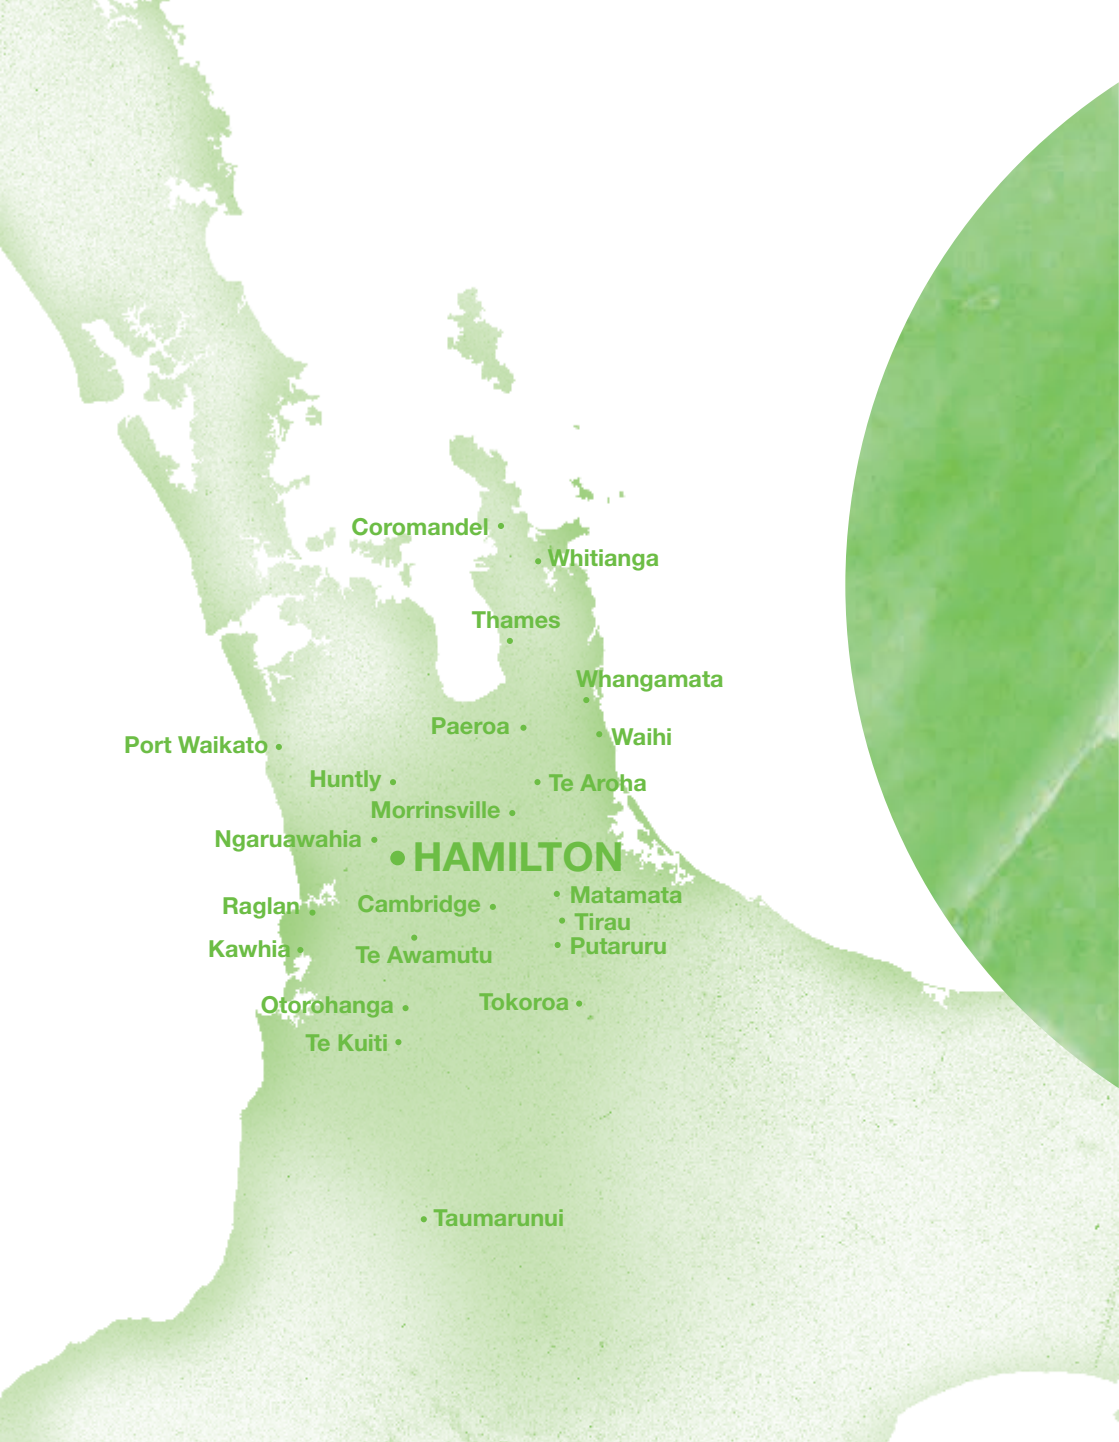 Coromandel
Whitianga
Thames
Whangamata
Paeroa
Waihi
Port Waikato
Huntly
Te Aroha
Morrinsville
Ngaruawahia
HAMILTON
Matamata
Raglan
Cambridge
Tirau
Kawhia
Te Awamutu
Putaruru
Otorohanga
Tokoroa
Te Kuiti
Taumarunui